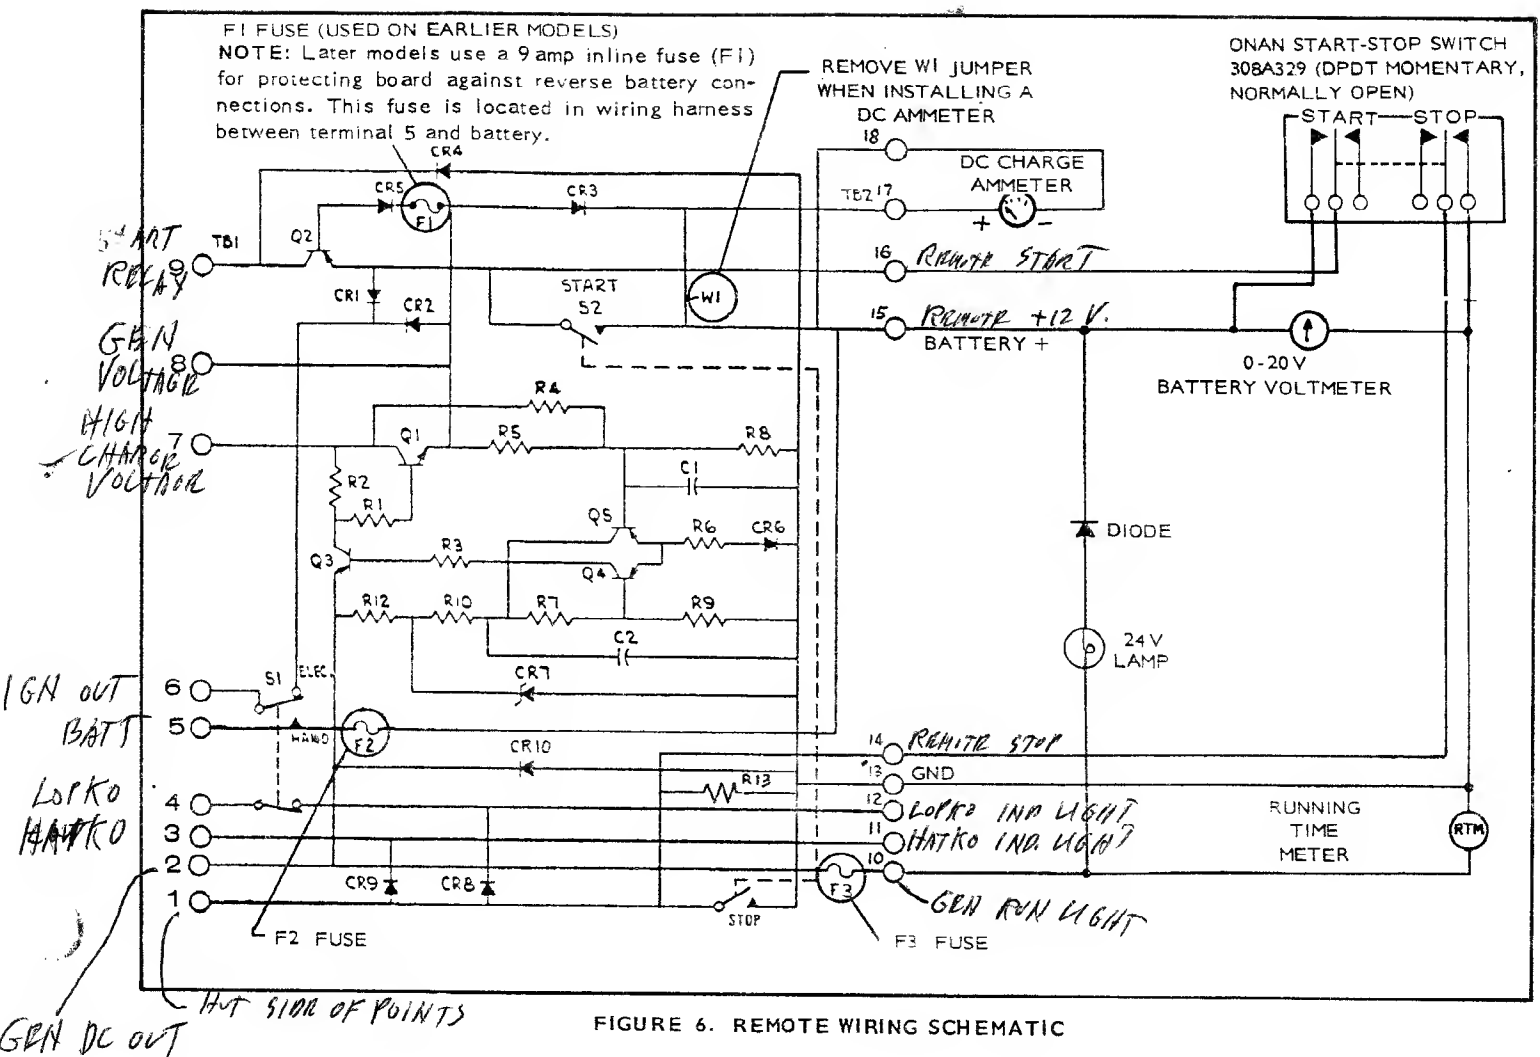 F1 FUSE (USED ON EARLIER MODELS)
NOTE: Later models use a 9 amp inline fuse (F1)
for protecting board against reverse battery con-
nections. This fuse is located in wiring harness
between terminal 5 and battery.
REMOVE W1 JUMPER
WHEN INSTALLING A
DC AMMETER
ONAN START-STOP SWITCH
308A329 (DPDT MOMENTARY,
NORMALLY OPEN)
START STOP
18
DC CHARGE
AMMETER
+ -
TB2 17
CR4
CR5
F1
CR3
START
RELAY
TB1
9
Q2
16 REMOTE START
CR1
CR2
START
S2
W1
15 REMOTE +12 V.
BATTERY +
0-20V
BATTERY VOLTMETER
GEN
VOLTAGE
8
HIGH
CHARGE
VOLTAGE
7
R4
Q1
R5
R8
R2
R1
C1
Q5
R6
CR6
Q3
R3
Q4
R12
R10
R7
R9
C2
CR7
DIODE
24V
LAMP
IGN OUT 6
S1
ELEC.
BATT 5
HAND
F2
CR10
14 REMOTE STOP
13 GND
R13
LOPKO 4
12 LOPKO IND LIGHT
HATKO 3
11 HATKO IND. LIGHT
2
10
CR9
CR8
F3
1
STOP
GEN RUN LIGHT
RUNNING
TIME
METER
RTM
F2 FUSE
F3 FUSE
HOT SIDE OF POINTS
GEN DC OUT
FIGURE 6. REMOTE WIRING SCHEMATIC